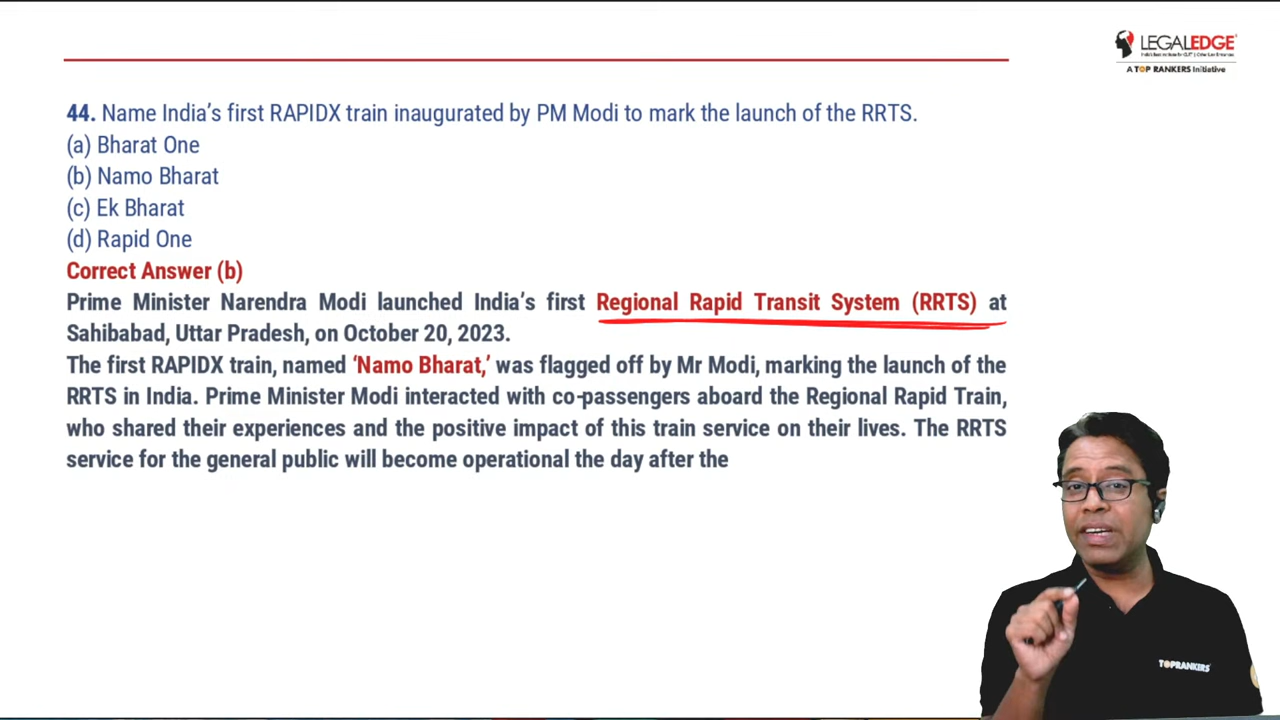 LEGALEDGE
A TOP RANKERS Initiative
44. Name India's first RAPIDX train inaugurated by PM Modi to mark the launch of the RRTS.
(a) Bharat One
(b) Namo Bharat
(c) Ek Bharat
(d) Rapid One
Correct Answer (b)
Prime Minister Narendra Modi launched India's first Regional Rapid Transit System (RRTS) at
Sahibabad, Uttar Pradesh, on October 20, 2023.
The first RAPIDX train, named 'Namo Bharat,' was flagged off by Mr Modi, marking the launch of the
RRTS in India. Prime Minister Modi interacted with co-passengers aboard the Regional Rapid Train,
who shared their experiences and the positive impact of this train service on their lives. The RRTS
service for the general public will become operational the day after the
TOPRANKERS